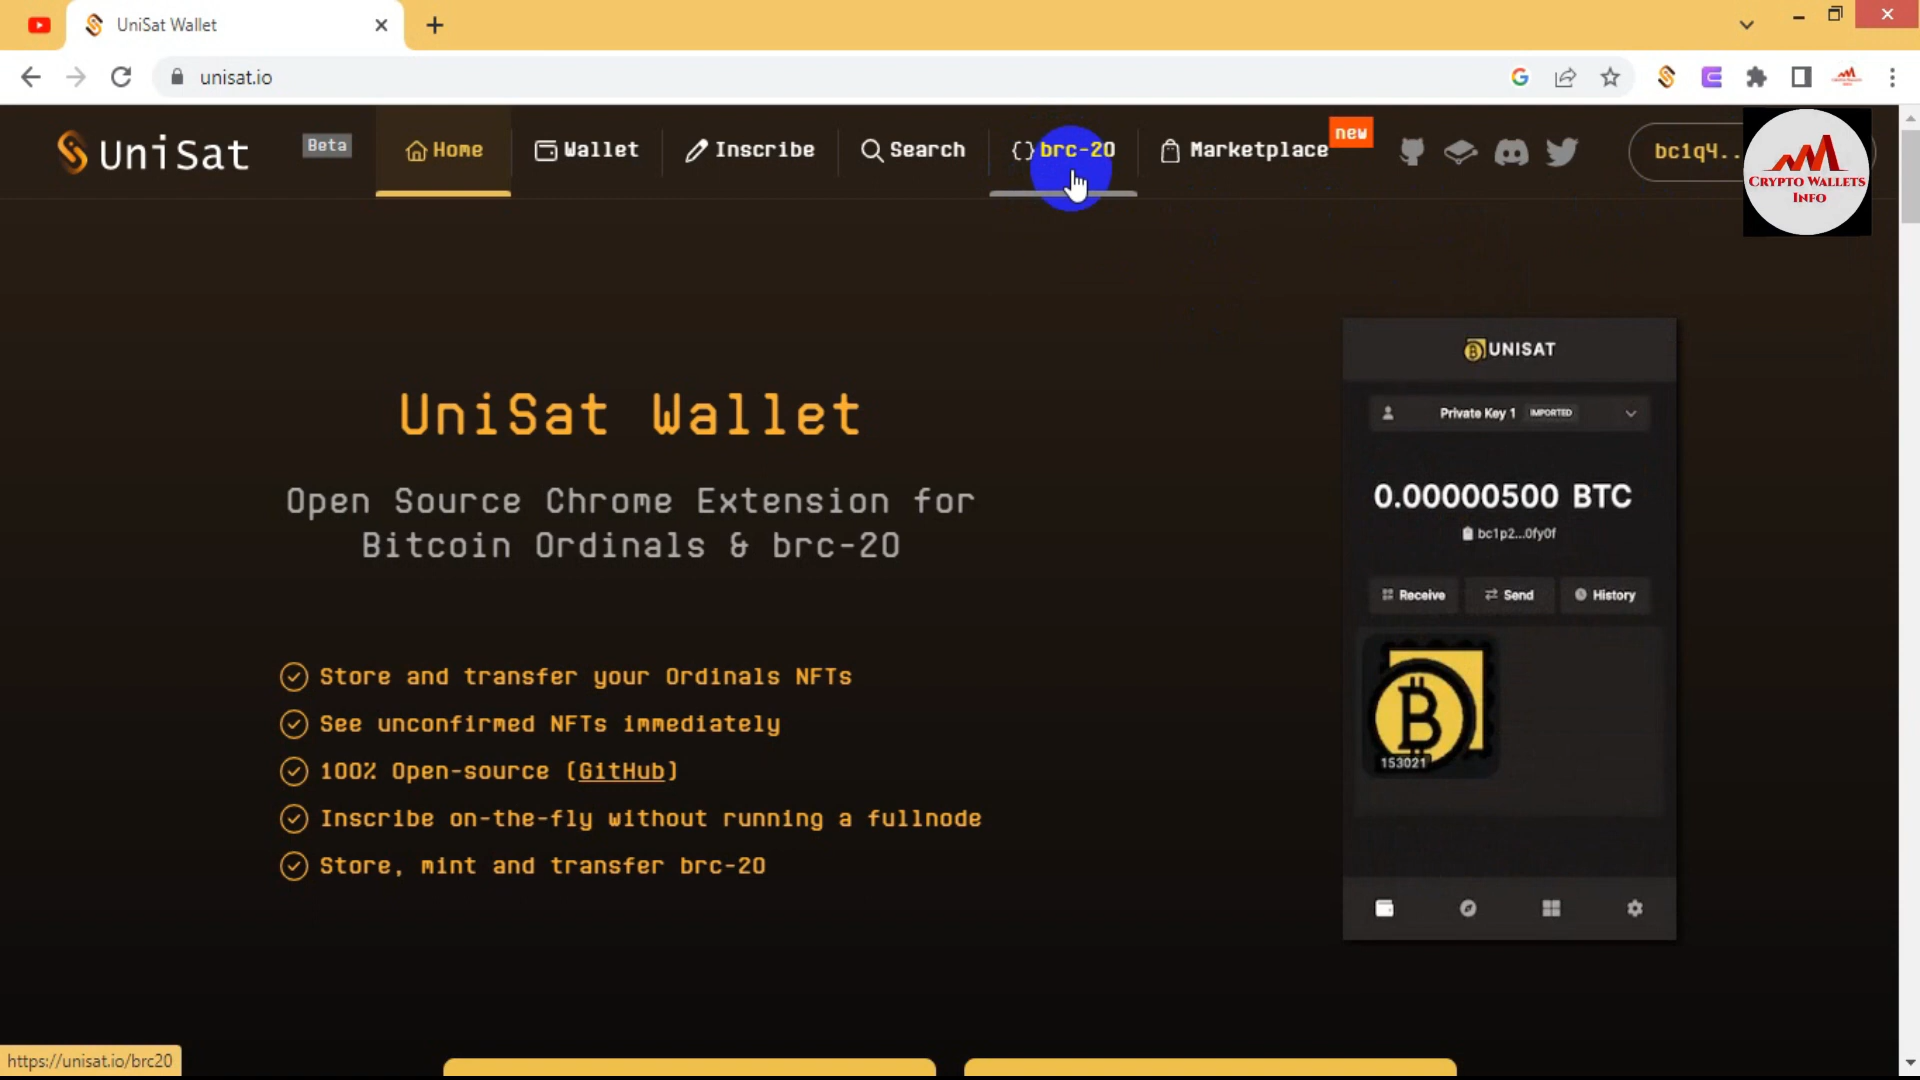 UniSat Wallet
unisat.io
UniSat
Beta
Home
Wallet
Inscribe
Search
{}brc-20
Marketplace
new
bc1q4..
CRYPTO WALLETS
INFO
UniSat Wallet
Open Source Chrome Extension for
Bitcoin Ordinals & brc-20
Store and transfer your Ordinals NFTs
See unconfirmed NFTs immediately
100% Open-source (GitHub)
Inscribe on-the-fly without running a fullnode
Store, mint and transfer brc-20
UNISAT
Private Key 1 IMPORTED
0.00000500 BTC
bc1p2...0fy0f
Receive
Send
History
153021
https://unisat.io/brc20